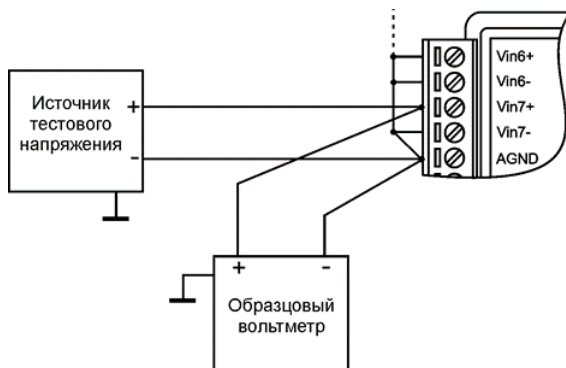 Источник
тестового
напряжения
+
-
Vin6+
Vin6-
Vin7+
Vin7-
AGND
+ -
Образцовый
вольтметр